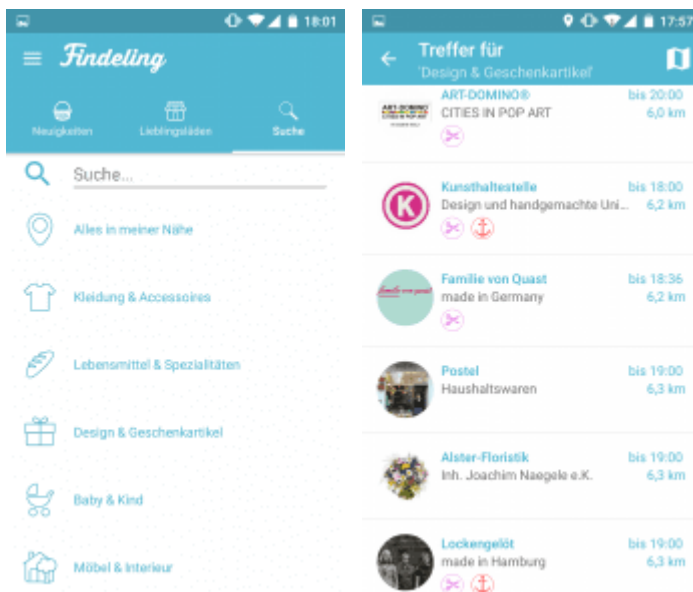 18:01
Findeling
Neuigkeiten
Lieblingsläden
Suche
Suche...
Alles in meiner Nähe
Kleidung & Accessoires
Lebensmittel & Spezialitäten
Design & Geschenkartikel
Baby & Kind
Möbel & Interieur
17:57
Treffer für
'Design & Geschenkartikel'
ART-DOMINO® bis 20:00
CITIES IN POP ART 6,0 km
Kunsthaltestelle bis 18:00
K
Design und handgemachte Uni... 6,2 km
Familie von Quast bis 18:36
familie von quast
made in Germany 6,2 km
Postel bis 19:00
Haushaltswaren 6,3 km
Alster-Floristik bis 19:00
Inh. Joachim Naegele e.K. 6,3 km
Lockengelöt bis 19:00
made in Hamburg 6,3 km